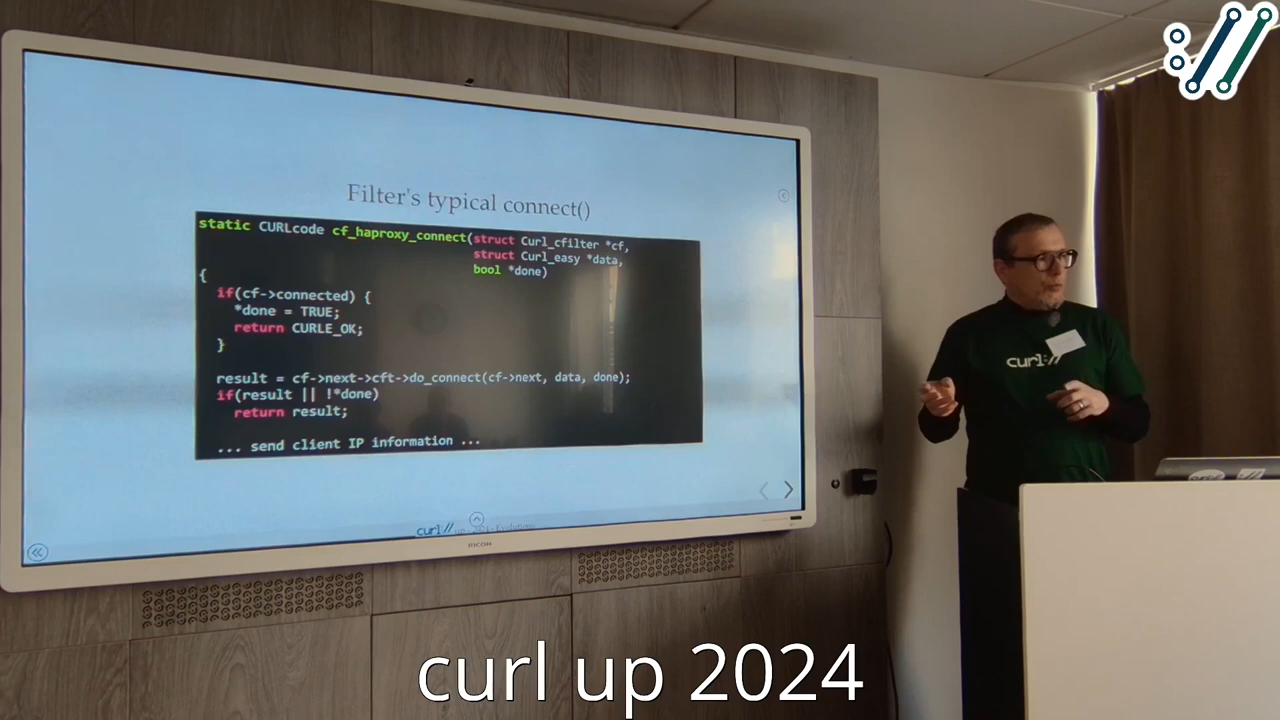 Filter's typical connect()
static CURLcode cf_haproxy_connect(struct Curl_cfilter *cf,
struct Curl_easy *data,
bool *done)
{
if(cf->connected) {
*done = TRUE;
return CURLE_OK;
}
result = cf->next->cft->do_connect(cf->next, data, done);
if(result || !*done)
return result;
... send client IP information ...
curl://
curl//
RICOH
curl up 2024